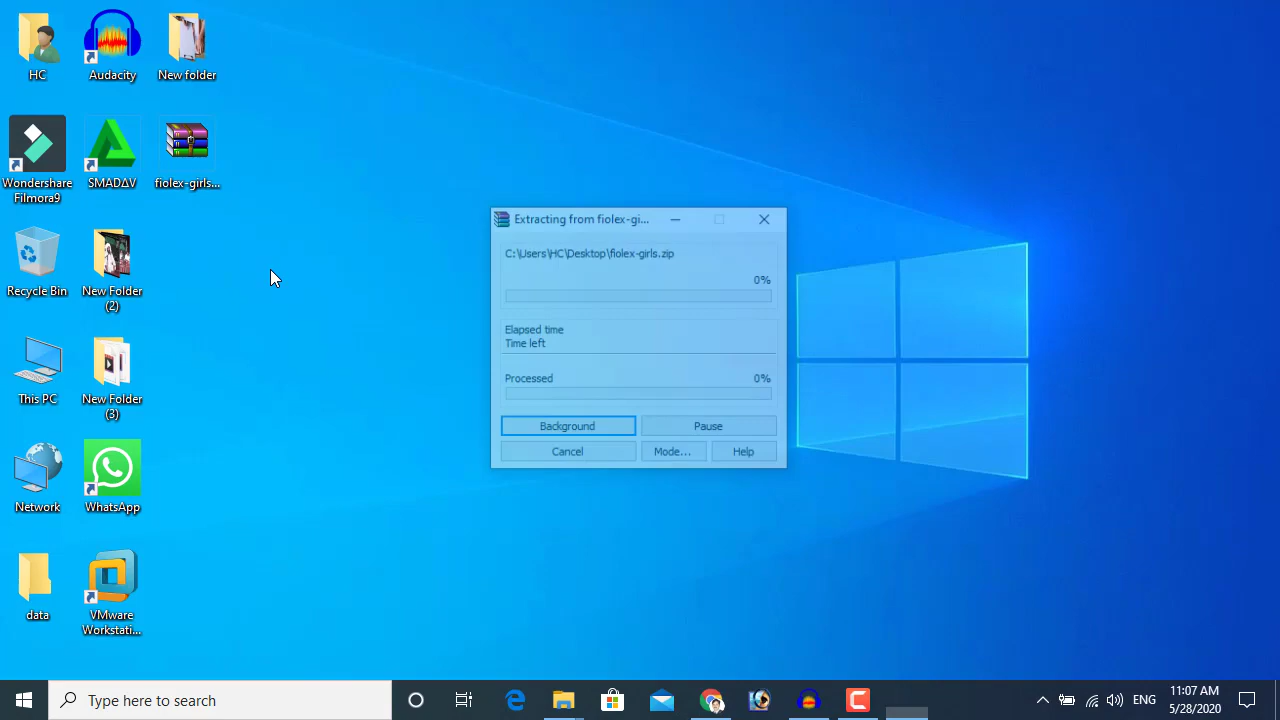 HC
Audacity
New folder
Wondershare
Filmora9
SMADΔV
fiolex-girls...
Recycle Bin
New Folder
(2)
This PC
New Folder
(3)
Network
WhatsApp
data
VMware
Workstati...
Extracting from fiolex-gi...
C:\Users\HC\Desktop\fiolex-girls.zip
0%
Elapsed time
Time left
Processed
0%
Background
Pause
Cancel
Mode...
Help
Type here to search
ENG
11:07 AM
5/28/2020